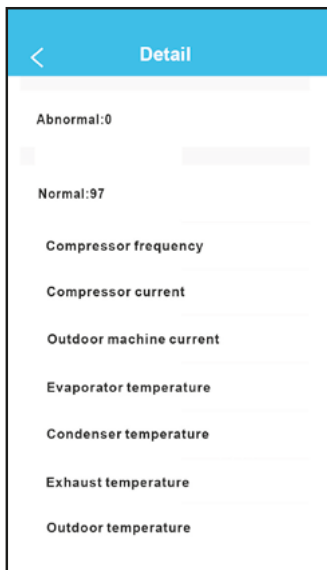 Detail
Abnormal:0
Normal:97
Compressor frequency
Compressor current
Outdoor machine current
Evaporator temperature
Condenser temperature
Exhaust temperature
Outdoor temperature